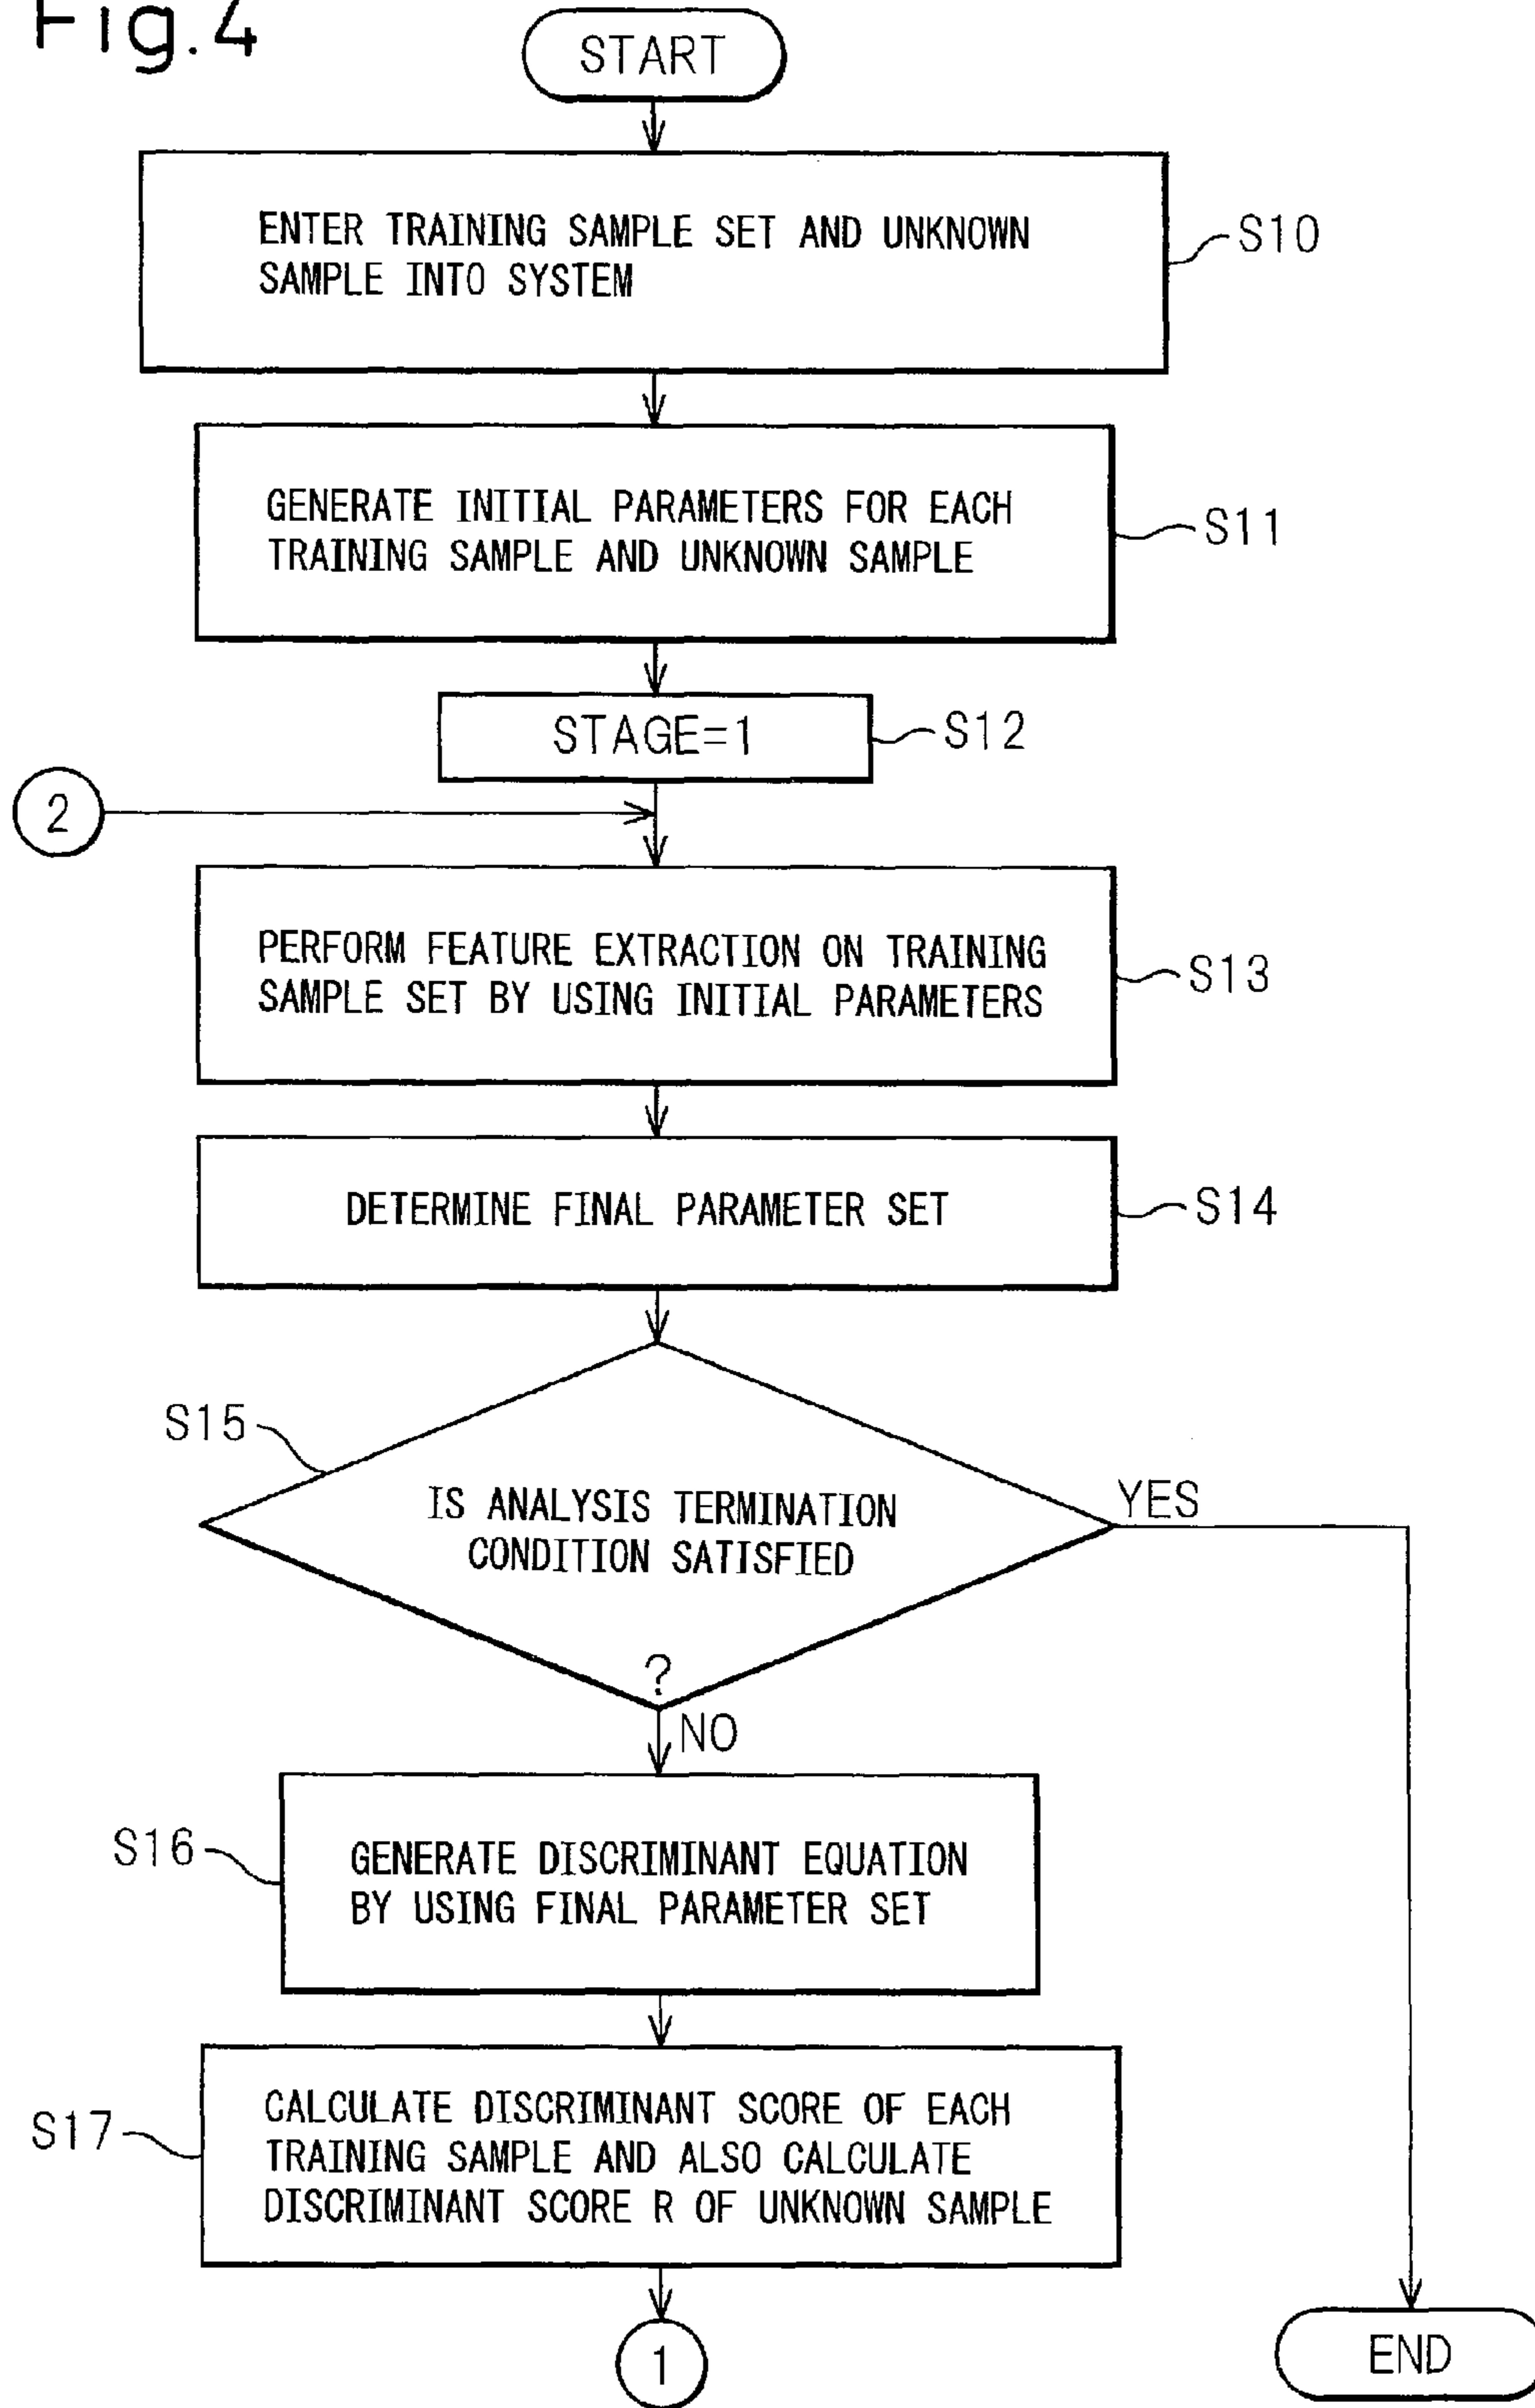 Fig.4
START
ENTER TRAINING SAMPLE SET AND UNKNOWN
SAMPLE INTO SYSTEM
S10
GENERATE INITIAL PARAMETERS FOR EACH
TRAINING SAMPLE AND UNKNOWN SAMPLE
S11
STAGE=1
S12
2
PERFORM FEATURE EXTRACTION ON TRAINING
SAMPLE SET BY USING INITIAL PARAMETERS
S13
DETERMINE FINAL PARAMETER SET
S14
S15
IS ANALYSIS TERMINATION
CONDITION SATISFIED
?
YES
NO
S16
GENERATE DISCRIMINANT EQUATION
BY USING FINAL PARAMETER SET
S17
CALCULATE DISCRIMINANT SCORE OF EACH
TRAINING SAMPLE AND ALSO CALCULATE
DISCRIMINANT SCORE R OF UNKNOWN SAMPLE
1
END